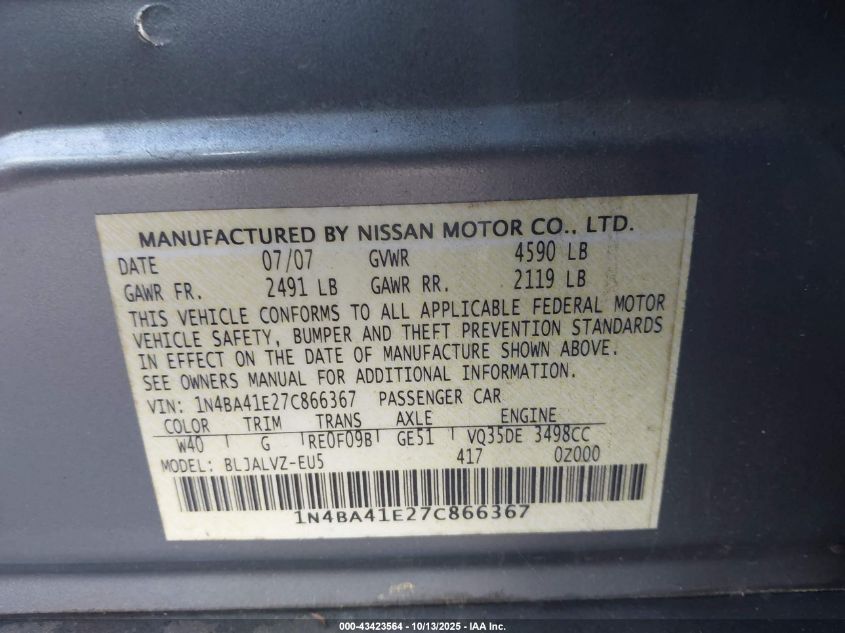 MANUFACTURED BY NISSAN MOTOR CO., LTD.
DATE 07/07 GVWR 4590 LB
GAWR FR. 2491 LB GAWR RR. 2119 LB
THIS VEHICLE CONFORMS TO ALL APPLICABLE FEDERAL MOTOR
VEHICLE SAFETY, BUMPER AND THEFT PREVENTION STANDARDS
IN EFFECT ON THE DATE OF MANUFACTURE SHOWN ABOVE.
SEE OWNERS MANUAL FOR ADDITIONAL INFORMATION.
VIN: 1N4BA41E27C866367 PASSENGER CAR
COLOR TRIM TRANS AXLE ENGINE
W40 G RE0F09B GE51 VQ35DE 3498CC
MODEL: BLJALVZ-EU5 417 0Z000
1N4BA41E27C866367
000-43423564 - 10/13/2025 - IAA Inc.